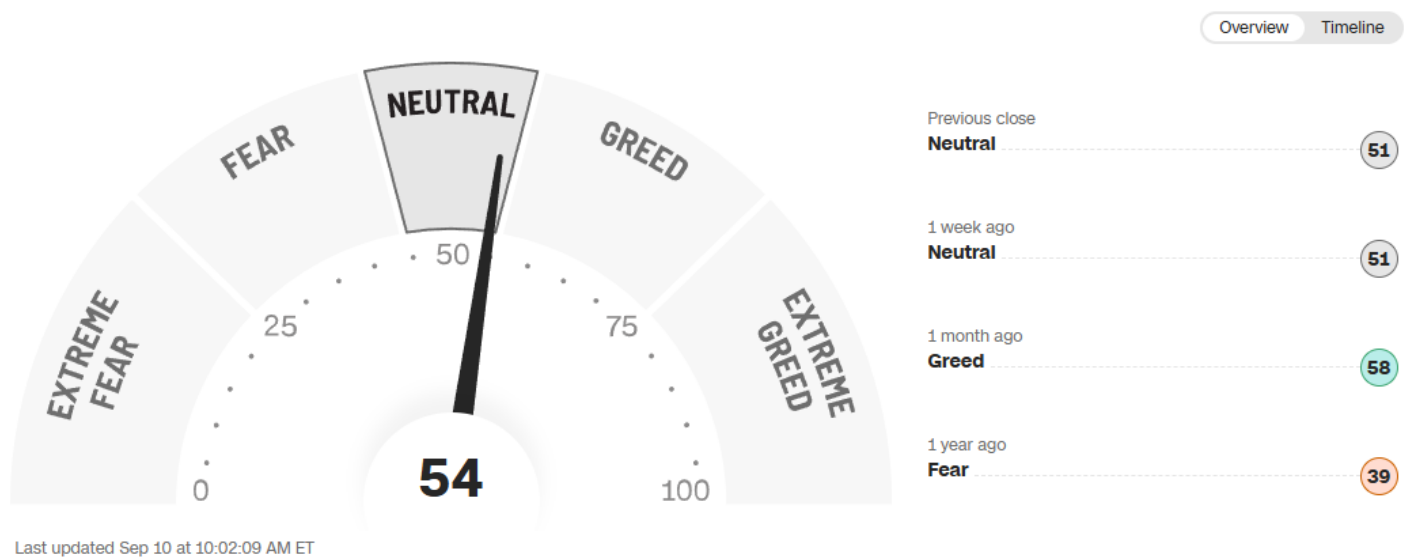 Overview
Timeline
NEUTRAL
FEAR
GREED
EXTREME
FEAR
EXTREME
GREED
0
25
50
75
100
54
Last updated Sep 10 at 10:02:09 AM ET
Previous close
Neutral 51
1 week ago
Neutral 51
1 month ago
Greed 58
1 year ago
Fear 39